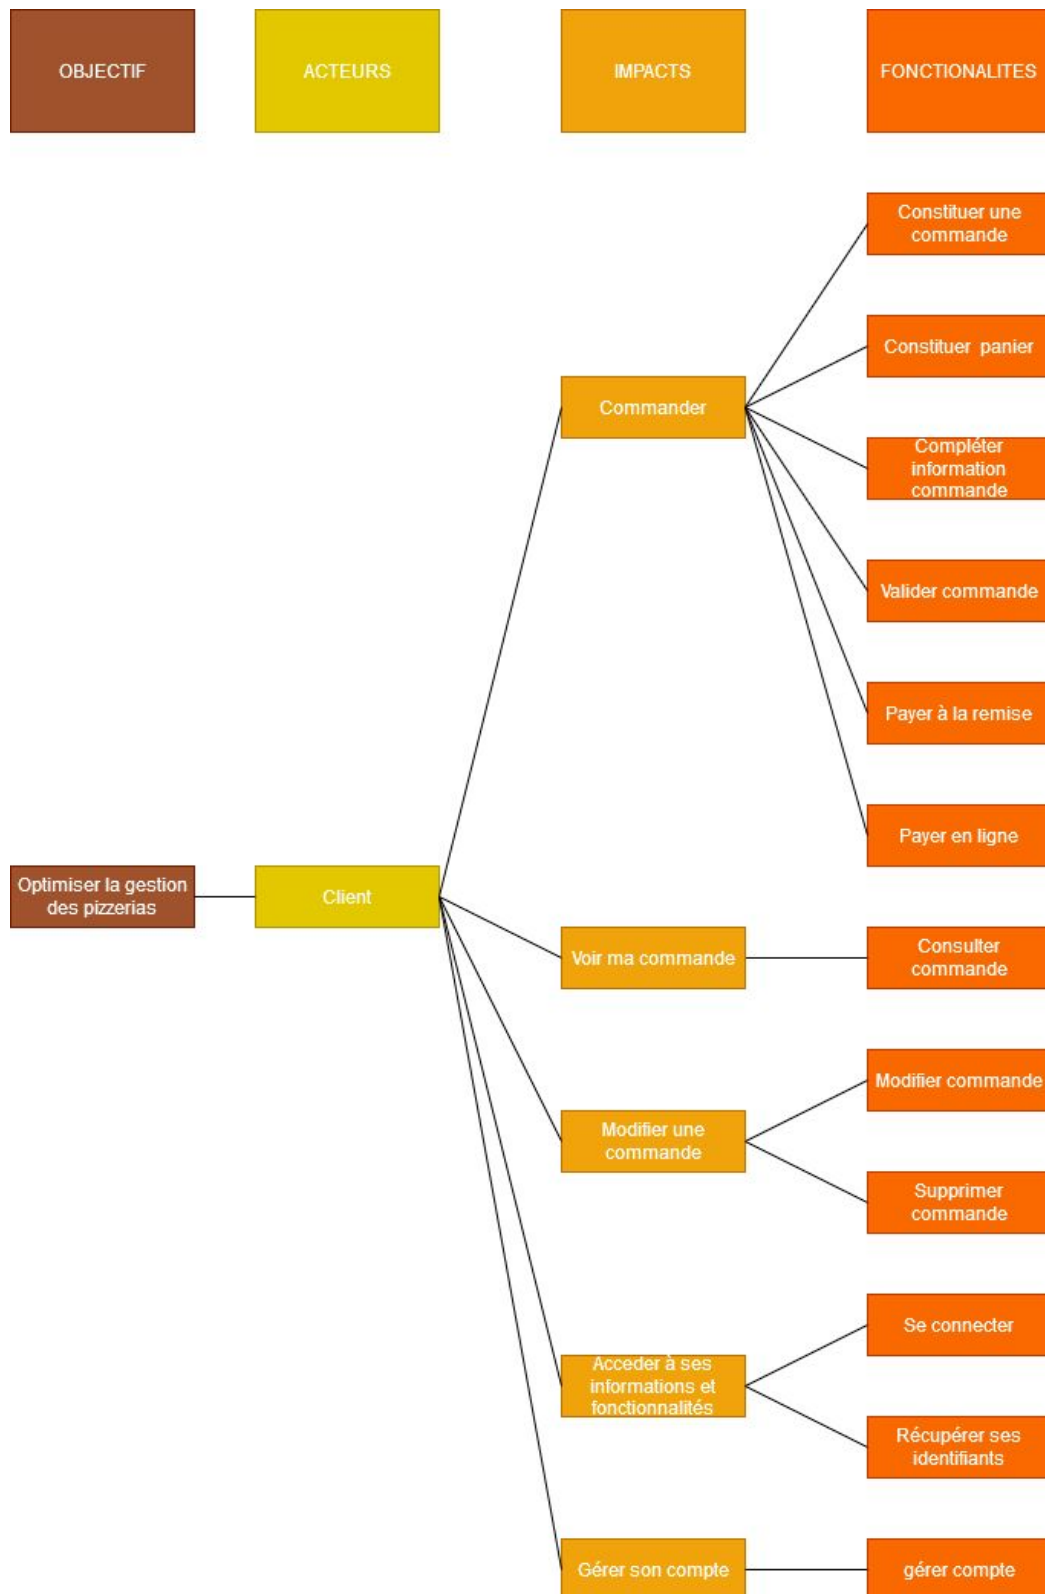 OBJECTIF
ACTEURS
IMPACTS
FONCTIONALITES
Constituer une
commande
Constituer panier
Commander
Compléter
information
commande
Valider commande
Payer à la remise
Payer en ligne
Optimiser la gestion
des pizzerias
Client
Voir ma commande
Consulter
commande
Modifier commande
Modifier une
commande
Supprimer
commande
Se connecter
Acceder à ses
informations et
fonctionnalités
Récupérer ses
identifiants
Gérer son compte
gérer compte